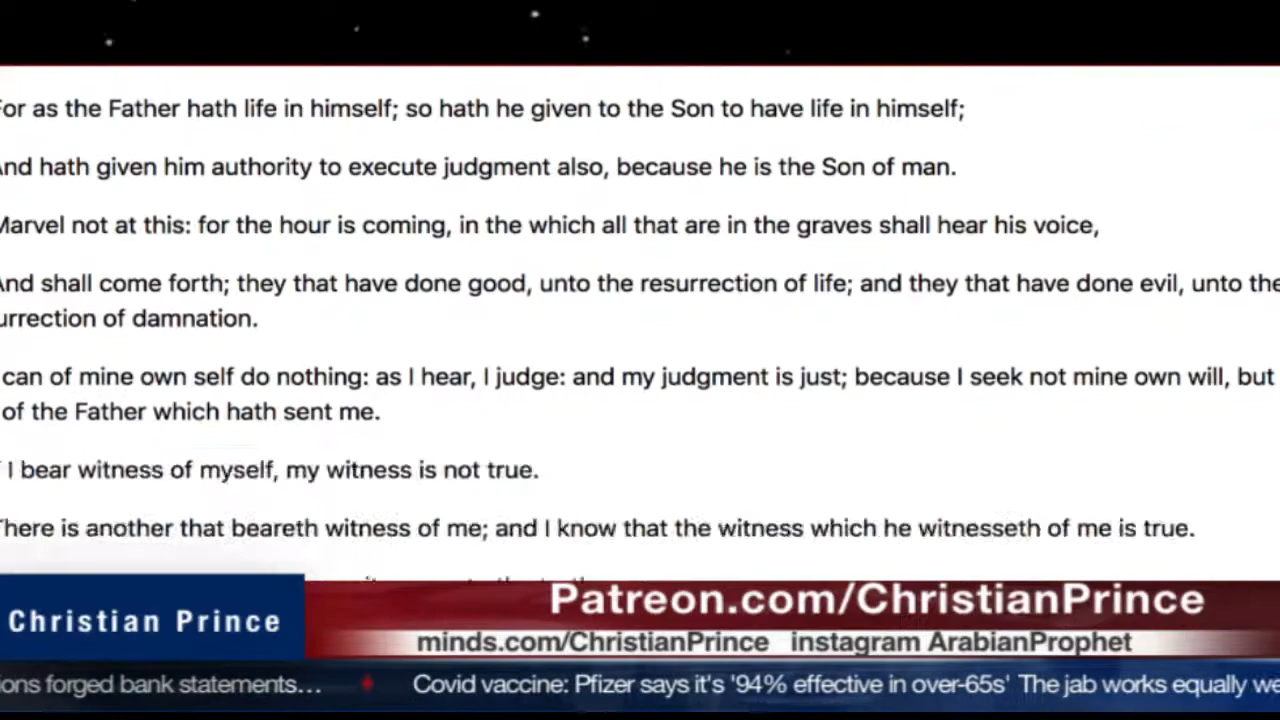 or as the Father hath life in himself; so hath he given to the Son to have life in himself;
nd hath given him authority to execute judgment also, because he is the Son of man.
Marvel not at this: for the hour is coming, in the which all that are in the graves shall hear his voice,
nd shall come forth; they that have done good, unto the resurrection of life; and they that have done evil, unto the
urrection of damnation.
can of mine own self do nothing: as I hear, I judge: and my judgment is just; because I seek not mine own will, but
of the Father which hath sent me.
I bear witness of myself, my witness is not true.
There is another that beareth witness of me; and I know that the witness which he witnesseth of me is true.
Christian Prince
Patreon.com/ChristianPrince
minds.com/ChristianPrince instagram ArabianProphet
ions forged bank statements... Covid vaccine: Pfizer says it's '94% effective in over-65s' The jab works equally we